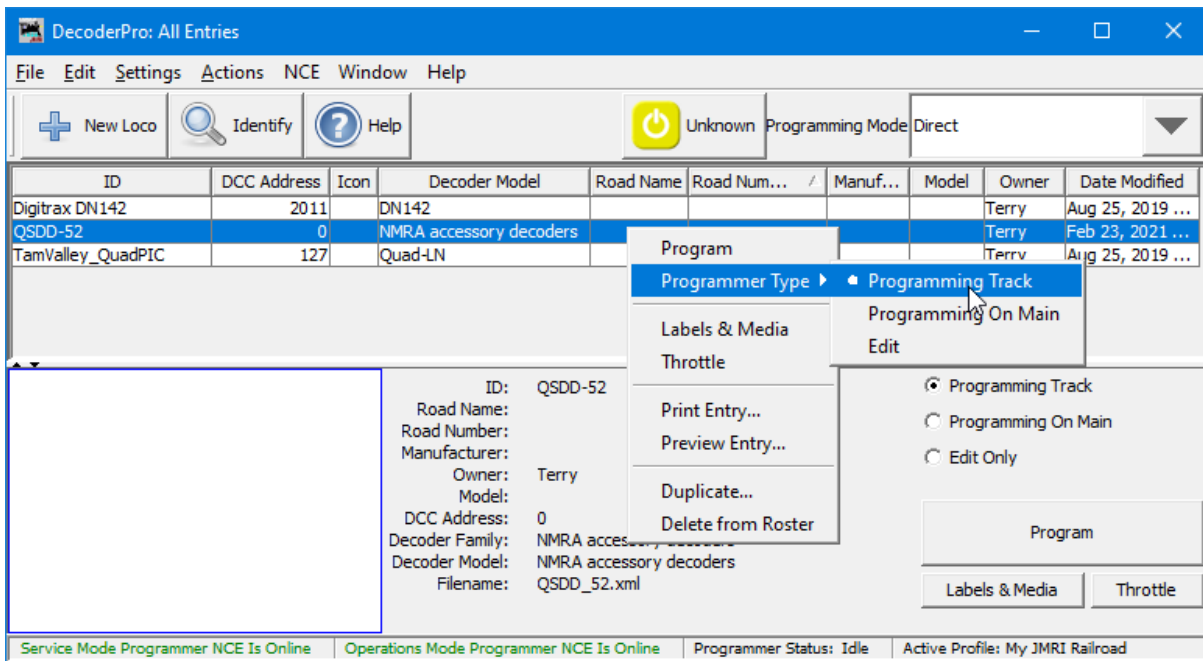 DecoderPro: All Entries
File Edit Settings Actions NCE Window Help
New Loco Identify Help Unknown Programming Mode Direct
ID DCC Address Icon Decoder Model Road Name Road Num... Manuf... Model Owner Date Modified
Digitrax DN142 2011 DN142 Terry Aug 25, 2019 ...
QSDD-52 0 NMRA accessory decoders Terry Feb 23, 2021 ...
TamValley_QuadPIC 127 Quad-LN Terry Aug 25, 2019 ...
Program
Programmer Type
Labels & Media
Throttle
Print Entry...
Preview Entry...
Duplicate...
Delete from Roster
Programming Track
Programming On Main
Edit
ID: QSDD-52
Road Name:
Road Number:
Manufacturer:
Owner: Terry
Model:
DCC Address: 0
Decoder Family: NMRA accessory decoders
Decoder Model: NMRA accessory decoders
Filename: QSDD_52.xml
Programming Track
Programming On Main
Edit Only
Program
Labels & Media Throttle
Service Mode Programmer NCE Is Online Operations Mode Programmer NCE Is Online Programmer Status: Idle Active Profile: My JMRI Railroad